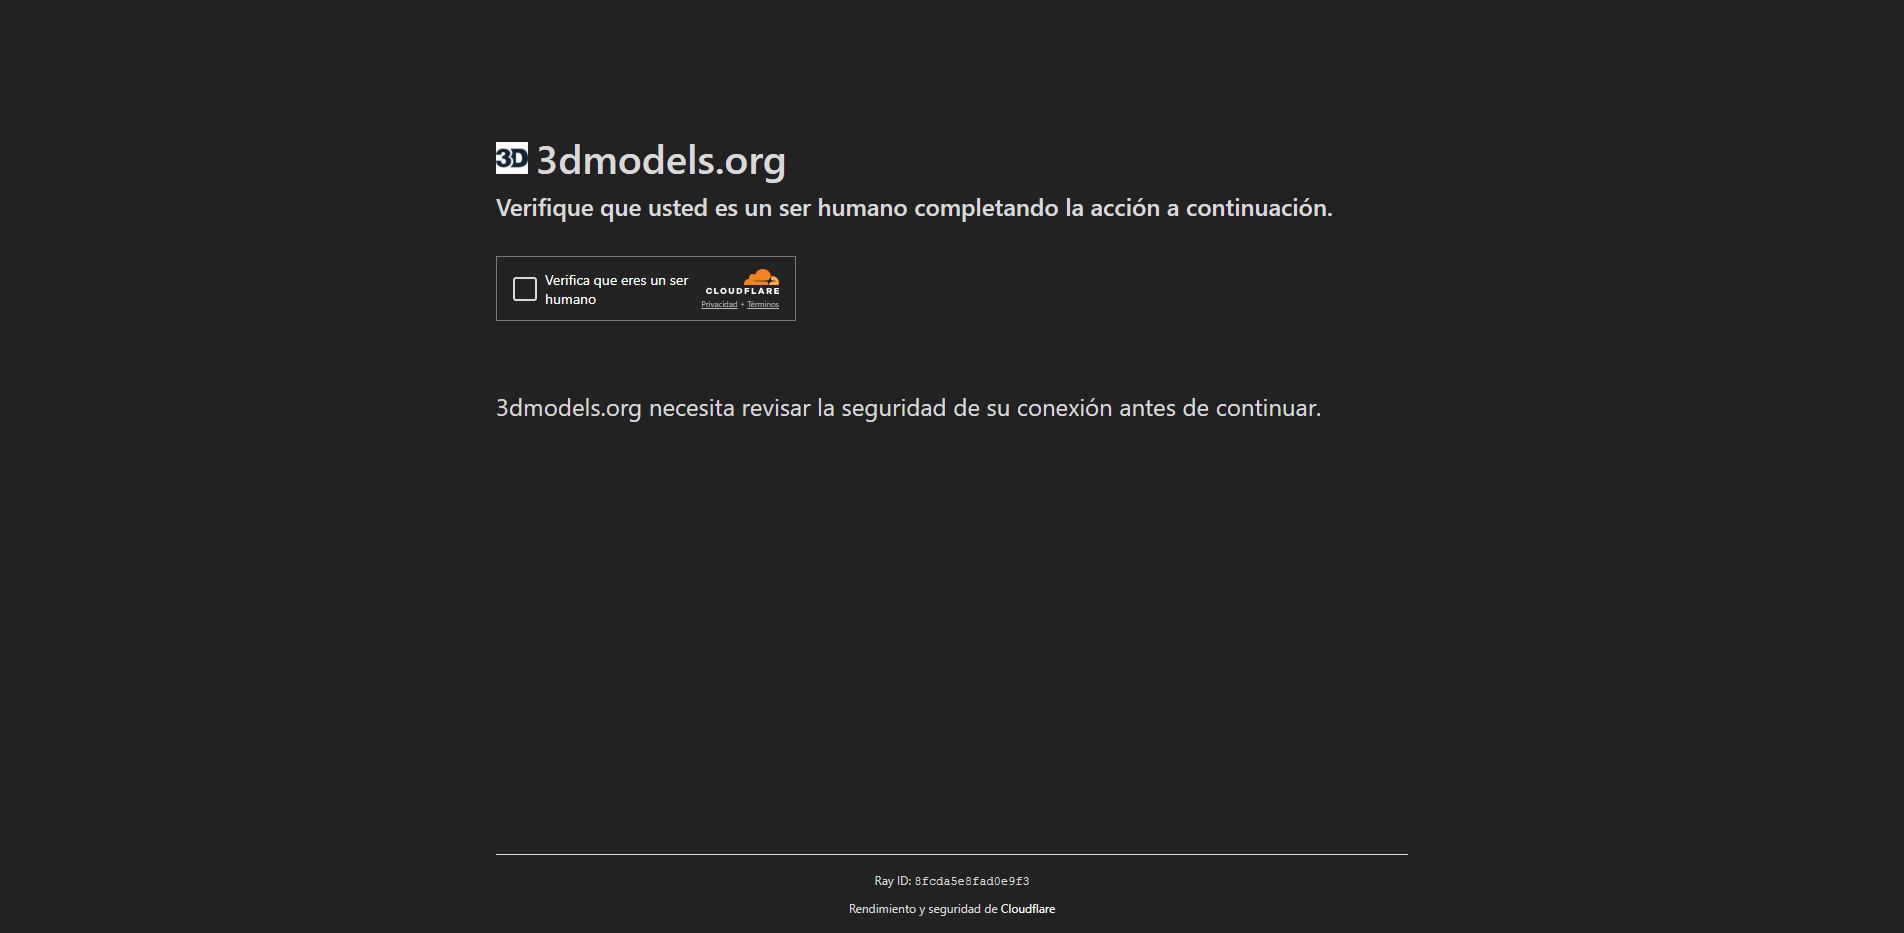 3D 3dmodels.org
Verifique que usted es un ser humano completando la acción a continuación.
Verifica que eres un ser
humano
CLOUDFLARE
Privacidad • Términos
3dmodels.org necesita revisar la seguridad de su conexión antes de continuar.
Ray ID: 8fcda5e8fad0e9f3
Rendimiento y seguridad de Cloudflare